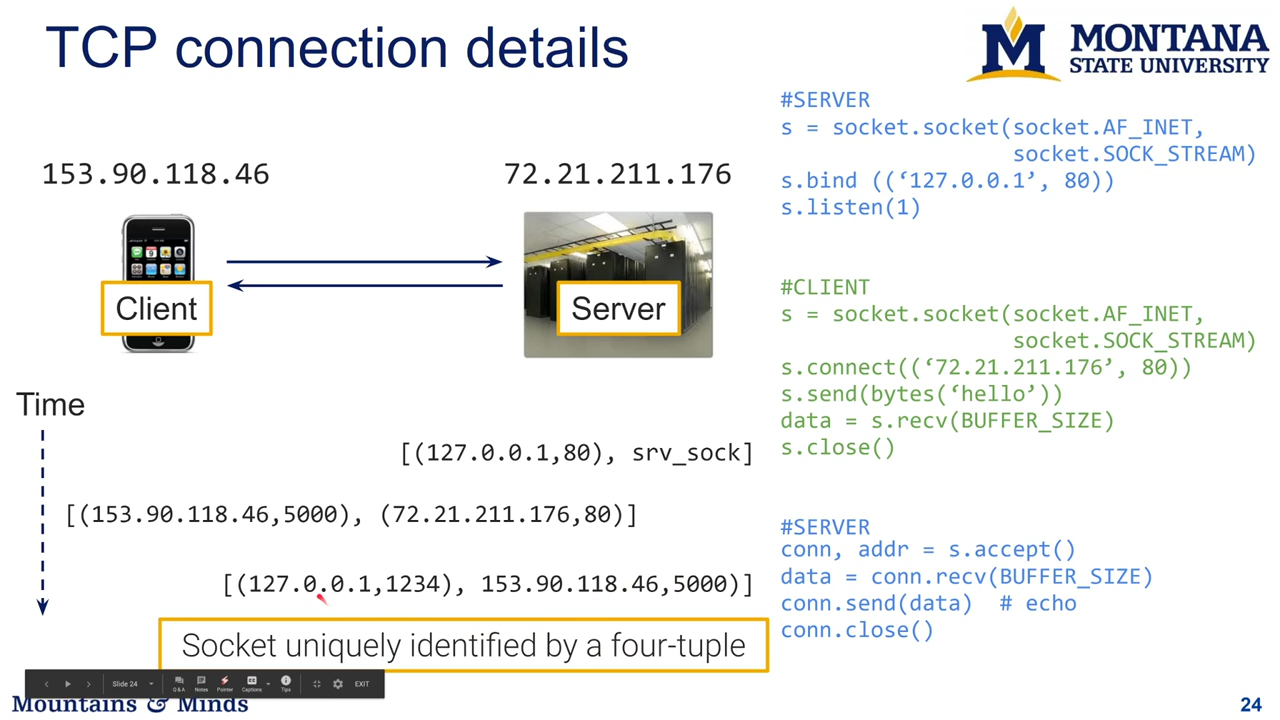 TCP connection details
MONTANA
STATE UNIVERSITY
153.90.118.46
72.21.211.176
Client
Server
Time
[(127.0.0.1,80), srv_sock]
[(153.90.118.46,5000), (72.21.211.176,80)]
[(127.0.0.1,1234), 153.90.118.46,5000)]
Socket uniquely identified by a four-tuple
#SERVER
s = socket.socket(socket.AF_INET,
socket.SOCK_STREAM)
s.bind ((‘127.0.0.1’, 80))
s.listen(1)
#CLIENT
s = socket.socket(socket.AF_INET,
socket.SOCK_STREAM)
s.connect((‘72.21.211.176’, 80))
s.send(bytes(‘hello’))
data = s.recv(BUFFER_SIZE)
s.close()
#SERVER
conn, addr = s.accept()
data = conn.recv(BUFFER_SIZE)
conn.send(data)  # echo
conn.close()
Slide 24
Q & A
Notes
Pointer
Captions
Tips
EXIT
Mountains & Minds
24